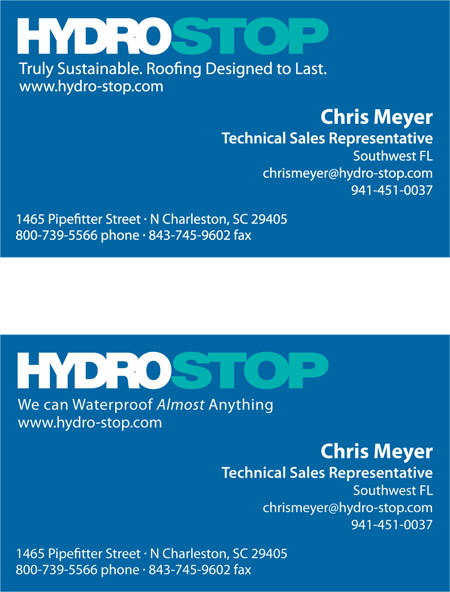 HYDROSTOP
Truly Sustainable. Roofing Designed to Last.
www.hydro-stop.com
Chris Meyer
Technical Sales Representative
Southwest FL
chrismeyer@hydro-stop.com
941-451-0037
1465 Pipefitter Street · N Charleston, SC 29405
800-739-5566 phone · 843-745-9602 fax
HYDROSTOP
We can Waterproof Almost Anything
www.hydro-stop.com
Chris Meyer
Technical Sales Representative
Southwest FL
chrismeyer@hydro-stop.com
941-451-0037
1465 Pipefitter Street · N Charleston, SC 29405
800-739-5566 phone · 843-745-9602 fax